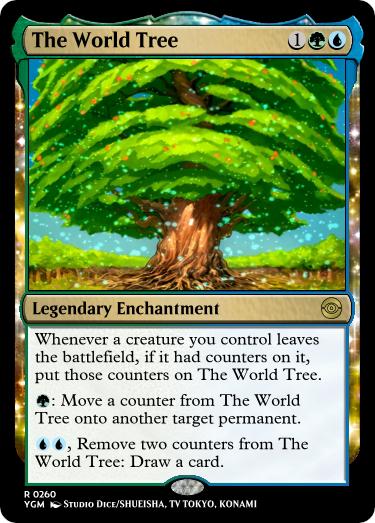 The World Tree 1
Legendary Enchantment
Whenever a creature you control leaves
the battlefield, if it had counters on it,
put those counters on The World Tree.
: Move a counter from The World
Tree onto another target permanent.
, Remove two counters from The
World Tree: Draw a card.
R 0260
YGM Studio Dice/SHUEISHA, TV TOKYO, KONAMI